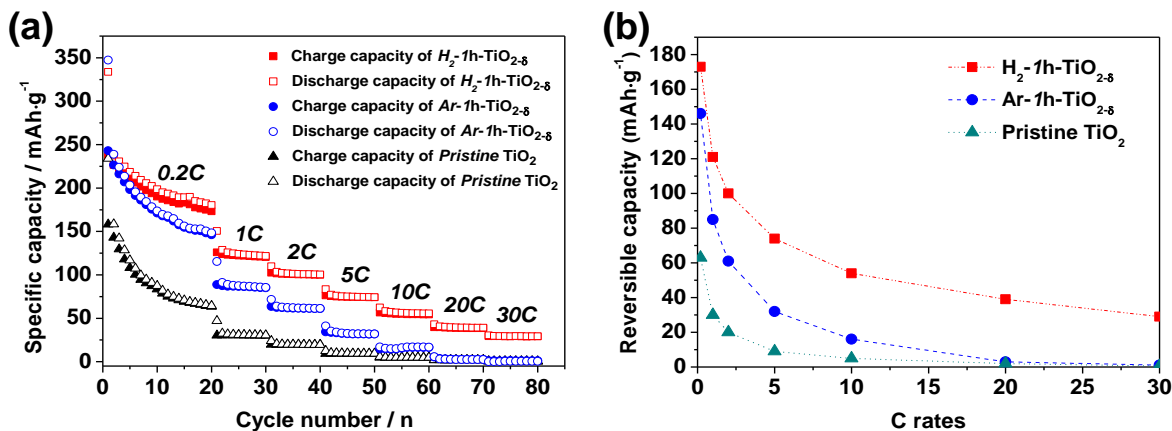 (a)
Specific capacity / mAh·g⁻¹
350
300
250
200
150
100
50
0
Charge capacity of H₂-1h-TiO₂₋δ
Discharge capacity of H₂-1h-TiO₂₋δ
Charge capacity of Ar-1h-TiO₂₋δ
Discharge capacity of Ar-1h-TiO₂₋δ
Charge capacity of Pristine TiO₂
Discharge capacity of Pristine TiO₂
0.2C
1C
2C
5C
10C
20C
30C
0 10 20 30 40 50 60 70 80
Cycle number / n
(b)
Reversible capacity (mAh·g⁻¹)
180
160
140
120
100
80
60
40
20
0
H₂-1h-TiO₂₋δ
Ar-1h-TiO₂₋δ
Pristine TiO₂
0 5 10 20 30
C rates